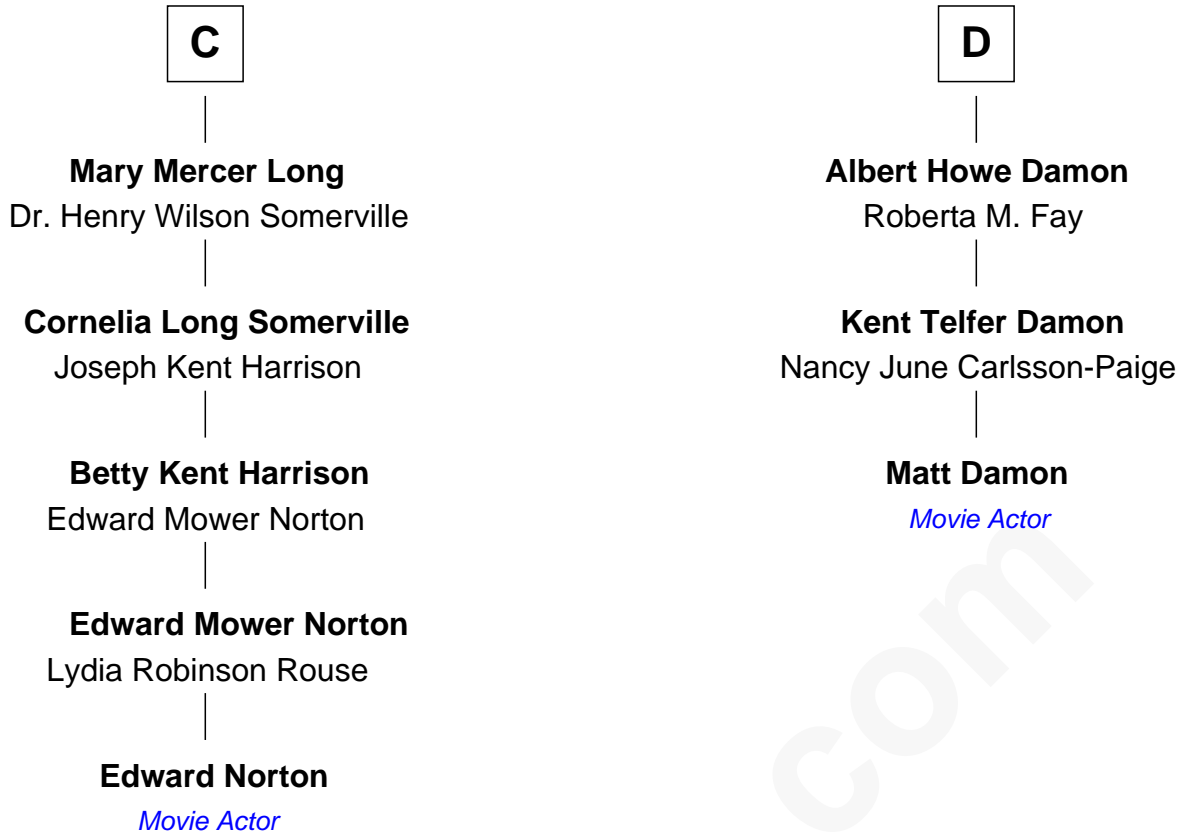 C
Mary Mercer Long
Dr. Henry Wilson Somerville
Cornelia Long Somerville
Joseph Kent Harrison
Betty Kent Harrison
Edward Mower Norton
Edward Mower Norton
Lydia Robinson Rouse
Edward Norton
Movie Actor
D
Albert Howe Damon
Roberta M. Fay
Kent Telfer Damon
Nancy June Carlsson-Paige
Matt Damon
Movie Actor
com